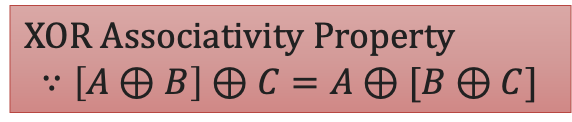 XOR Associativity Property
∵ [A ⊕ B] ⊕ C = A ⊕ [B ⊕ C]